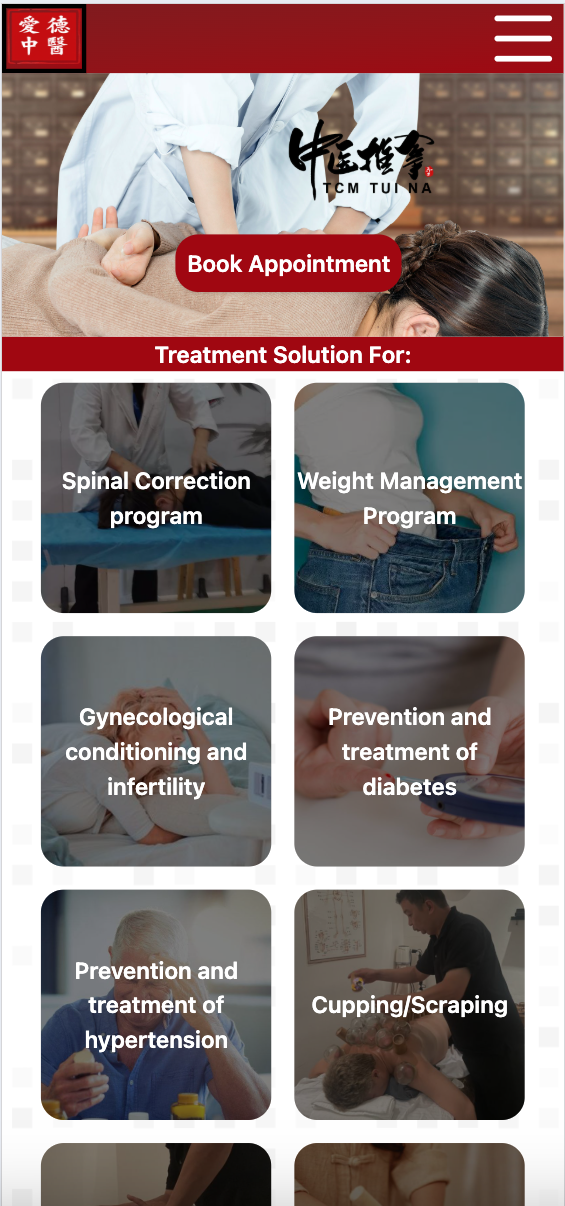 愛德
中醫
中医推拿
TCM TUI NA
Book Appointment
Treatment Solution For:
Spinal Correction
program
Weight Management
Program
Gynecological
conditioning and
infertility
Prevention and
treatment of
diabetes
Prevention and
treatment of
hypertension
Cupping/Scraping